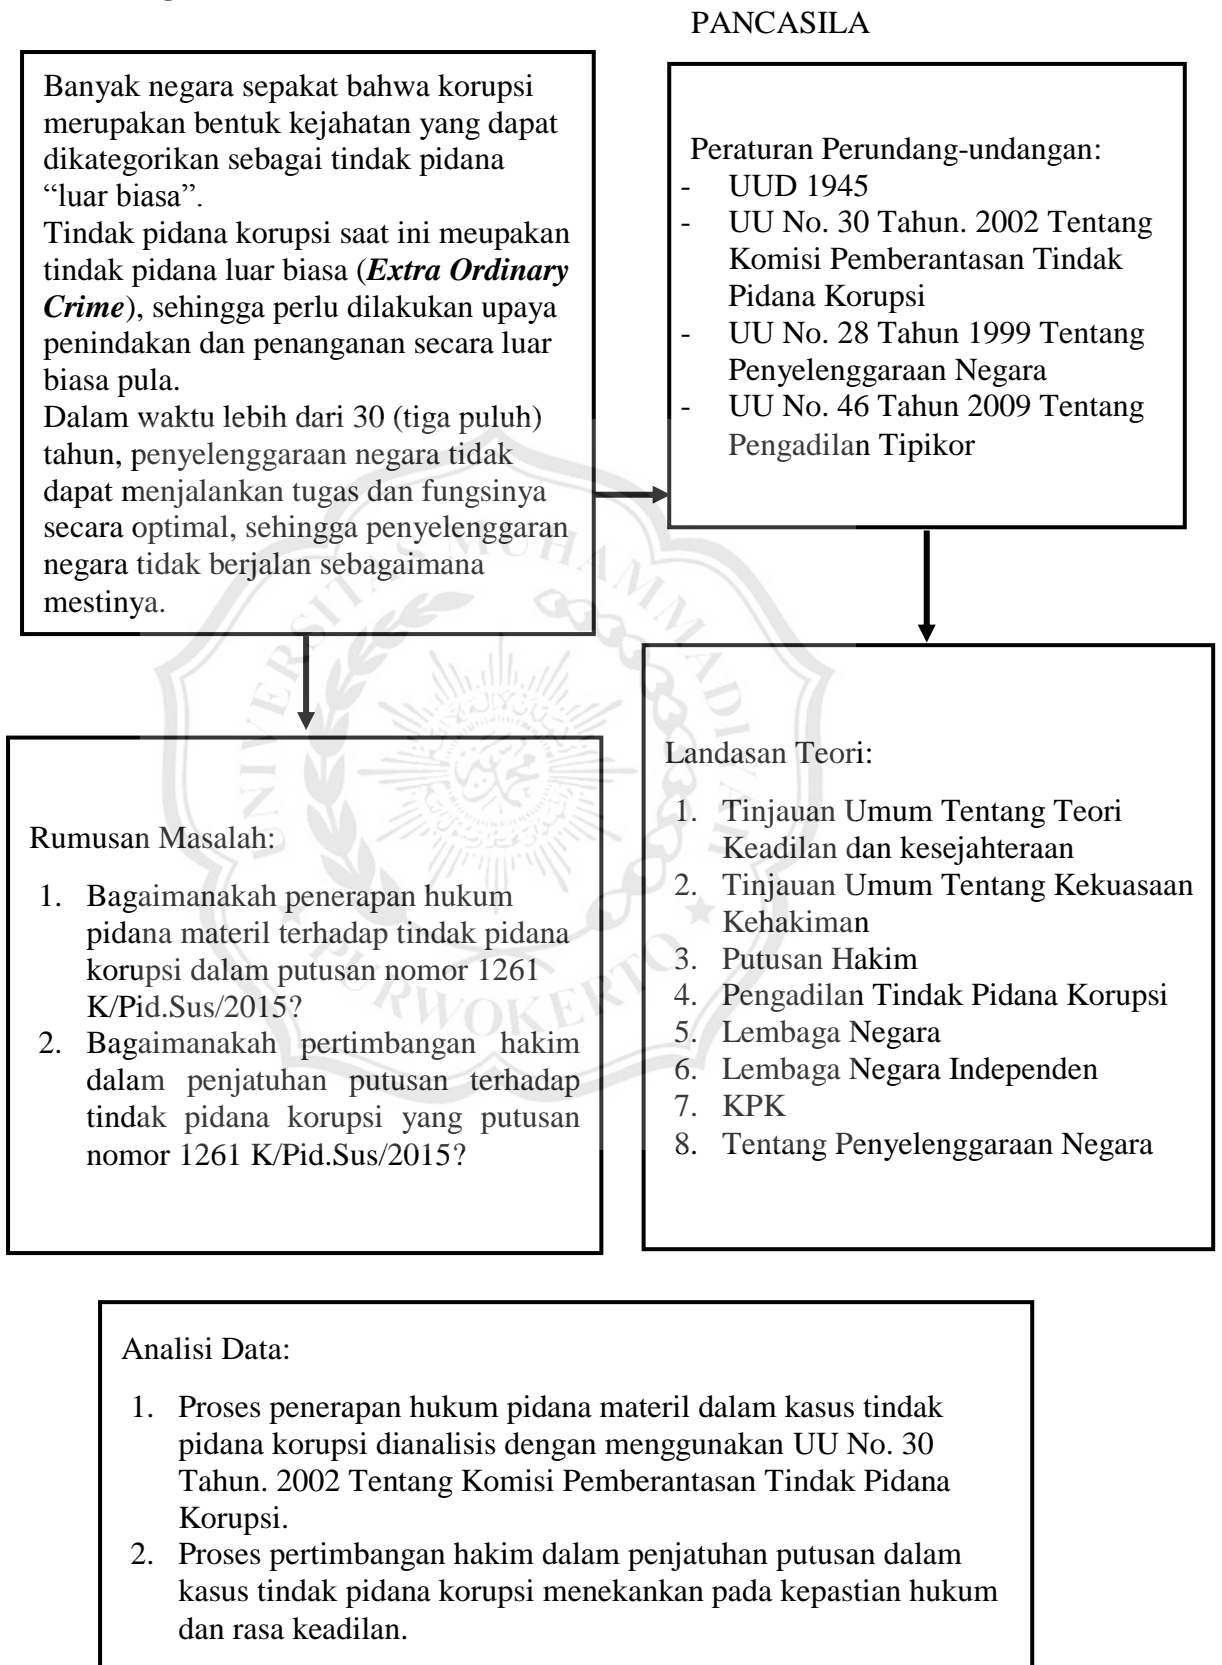 PANCASILA
Banyak negara sepakat bahwa korupsi
merupakan bentuk kejahatan yang dapat
dikategorikan sebagai tindak pidana
“luar biasa”.
Tindak pidana korupsi saat ini meupakan
tindak pidana luar biasa (Extra Ordinary
Crime), sehingga perlu dilakukan upaya
penindakan dan penanganan secara luar
biasa pula.
Dalam waktu lebih dari 30 (tiga puluh)
tahun, penyelenggaraan negara tidak
dapat menjalankan tugas dan fungsinya
secara optimal, sehingga penyelenggaran
negara tidak berjalan sebagaimana
mestinya.
Peraturan Perundang-undangan:
- UUD 1945
- UU No. 30 Tahun. 2002 Tentang
Komisi Pemberantasan Tindak
Pidana Korupsi
- UU No. 28 Tahun 1999 Tentang
Penyelenggaraan Negara
- UU No. 46 Tahun 2009 Tentang
Pengadilan Tipikor
Rumusan Masalah:
1. Bagaimanakah penerapan hukum
pidana materil terhadap tindak pidana
korupsi dalam putusan nomor 1261
K/Pid.Sus/2015?
2. Bagaimanakah pertimbangan hakim
dalam penjatuhan putusan terhadap
tindak pidana korupsi yang putusan
nomor 1261 K/Pid.Sus/2015?
Landasan Teori:
1. Tinjauan Umum Tentang Teori
Keadilan dan kesejahteraan
2. Tinjauan Umum Tentang Kekuasaan
Kehakiman
3. Putusan Hakim
4. Pengadilan Tindak Pidana Korupsi
5. Lembaga Negara
6. Lembaga Negara Independen
7. KPK
8. Tentang Penyelenggaraan Negara
Analisi Data:
1. Proses penerapan hukum pidana materil dalam kasus tindak
pidana korupsi dianalisis dengan menggunakan UU No. 30
Tahun. 2002 Tentang Komisi Pemberantasan Tindak Pidana
Korupsi.
2. Proses pertimbangan hakim dalam penjatuhan putusan dalam
kasus tindak pidana korupsi menekankan pada kepastian hukum
dan rasa keadilan.
UNIVERSITAS MUHAMMADIYAH
PURWOKERTO